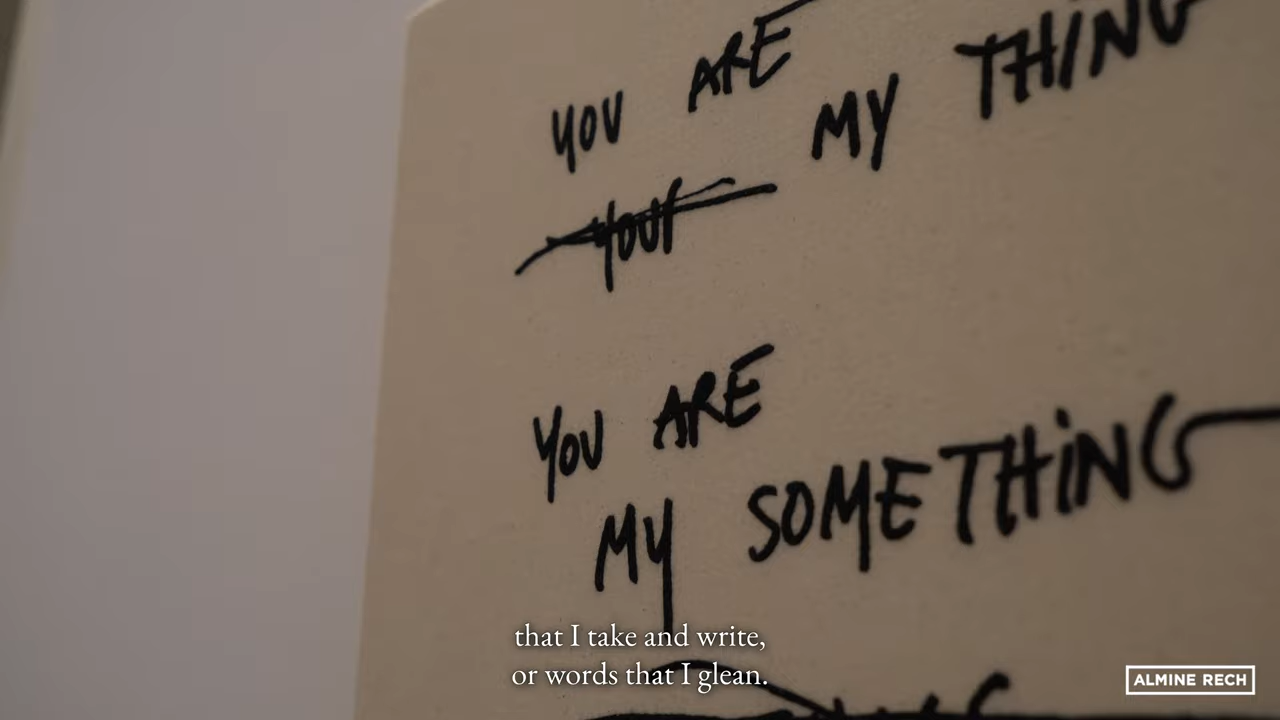 YOU ARE
MY THING
your
YOU ARE
MY SOMETHING
that I take and write,
or words that I glean.
ALMINE RECH